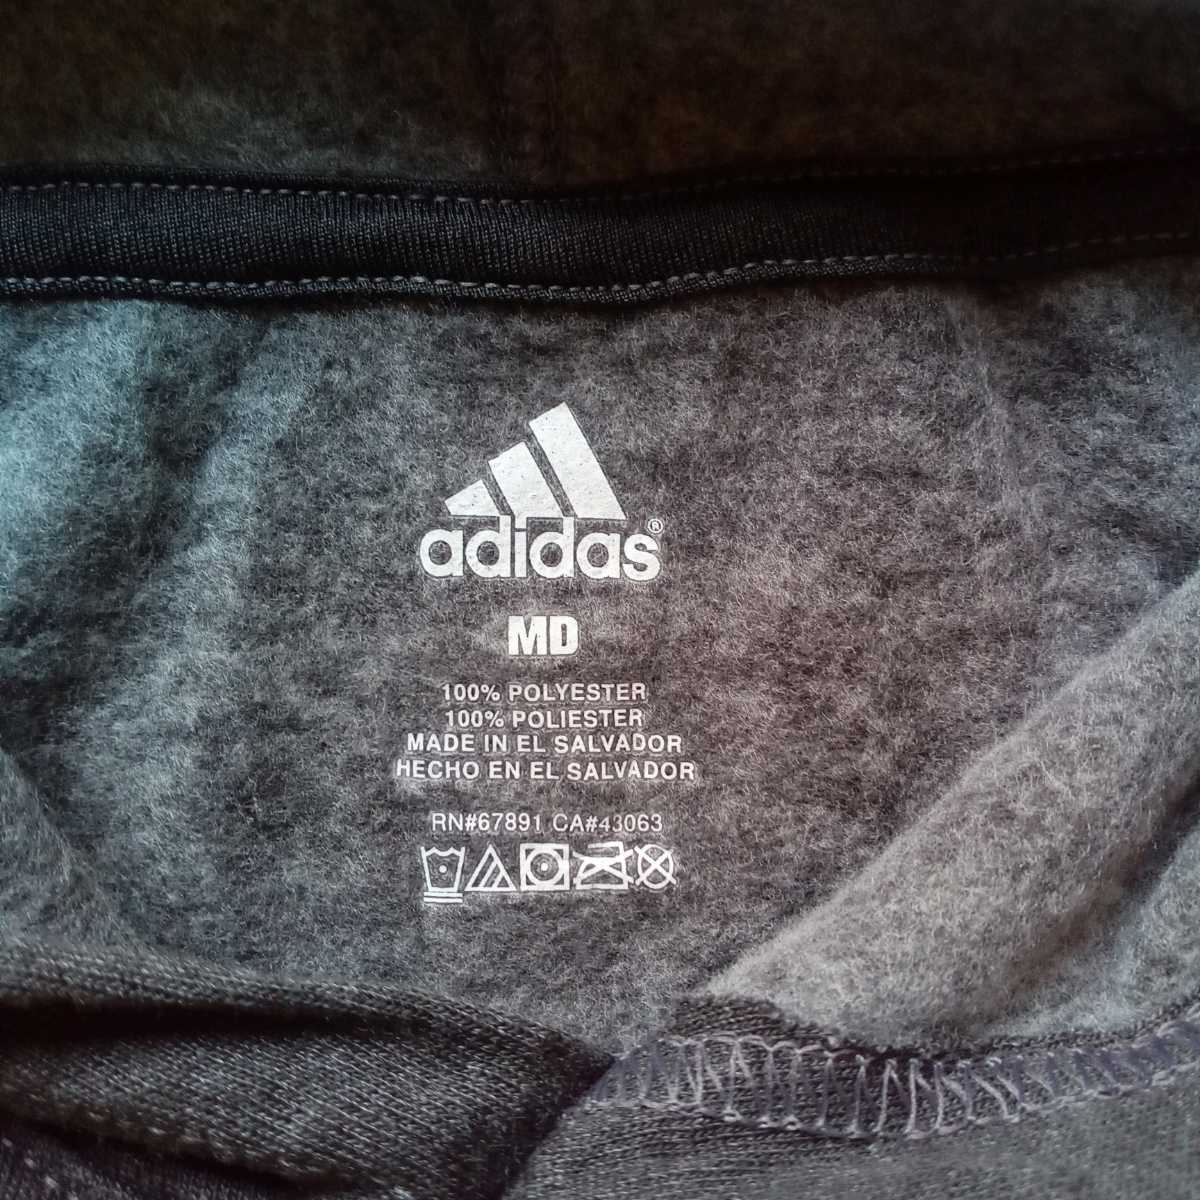 adidas®
MD
100% POLYESTER
100% POLIESTER
MADE IN EL SALVADOR
HECHO EN EL SALVADOR
RN#67891 CA#43063